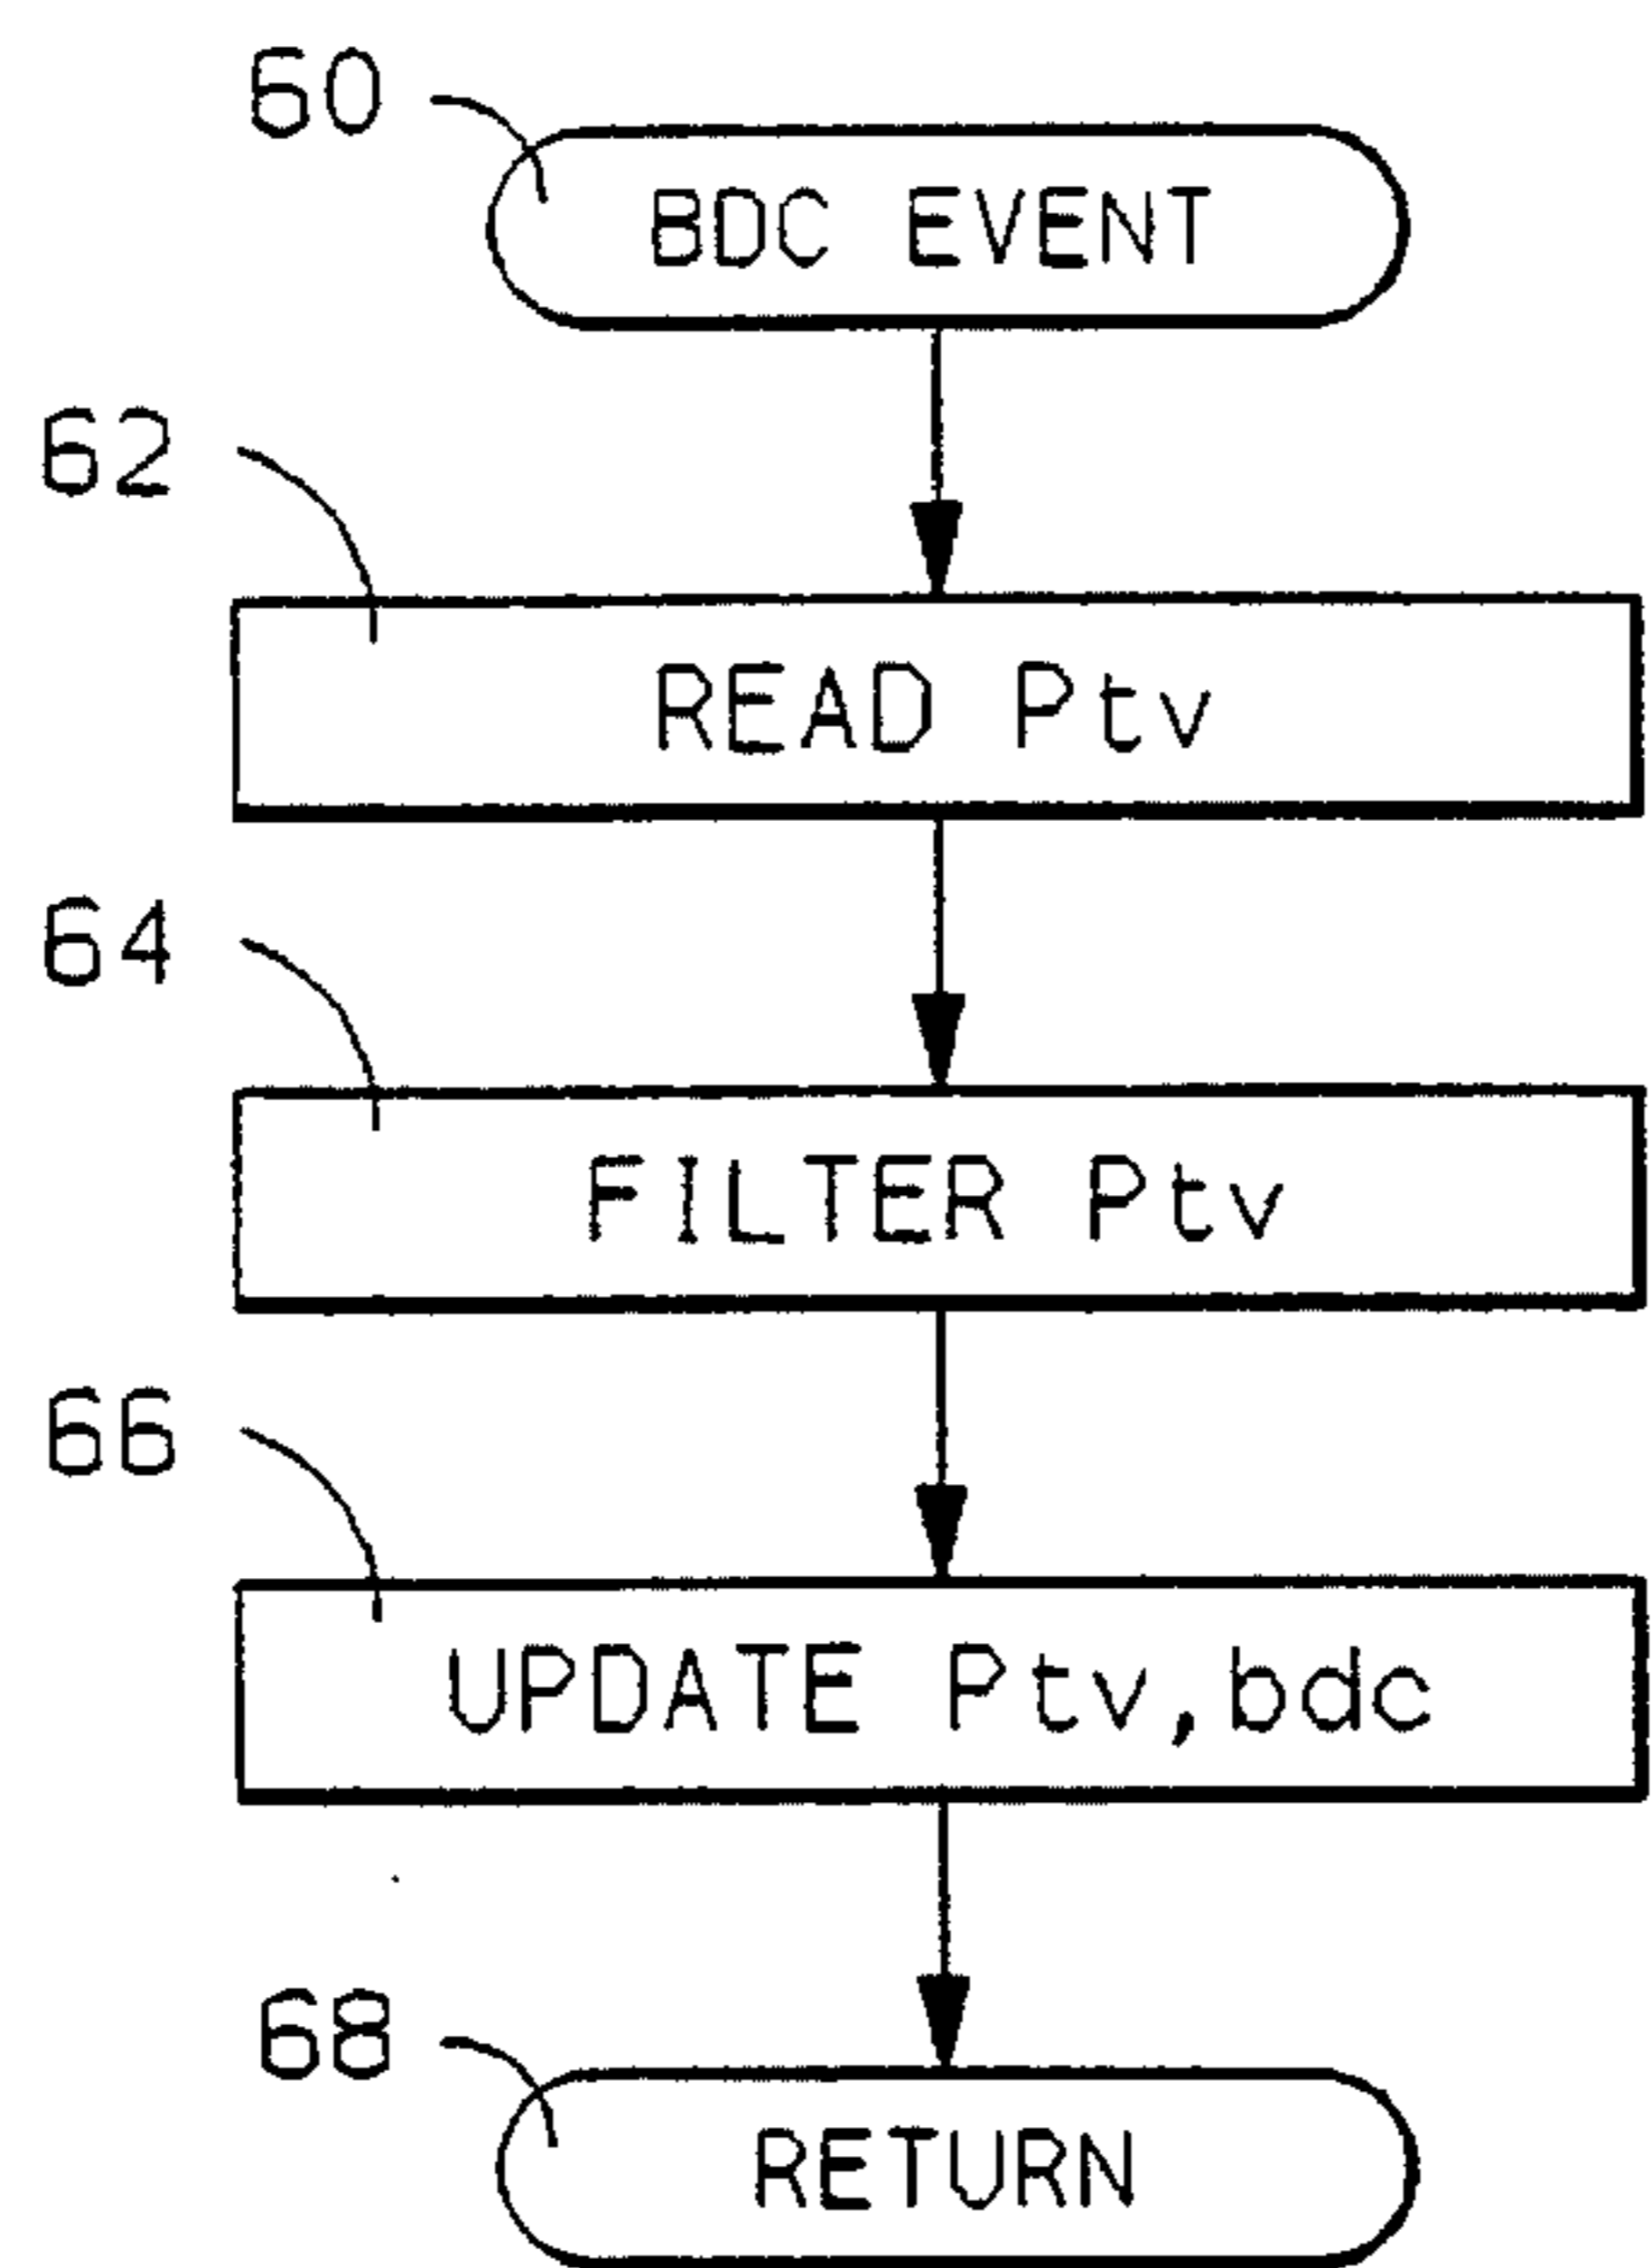 60
BDC EVENT
62
READ Ptv
64
FILTER Ptv
66
UPDATE Ptv,bdc
68
RETURN